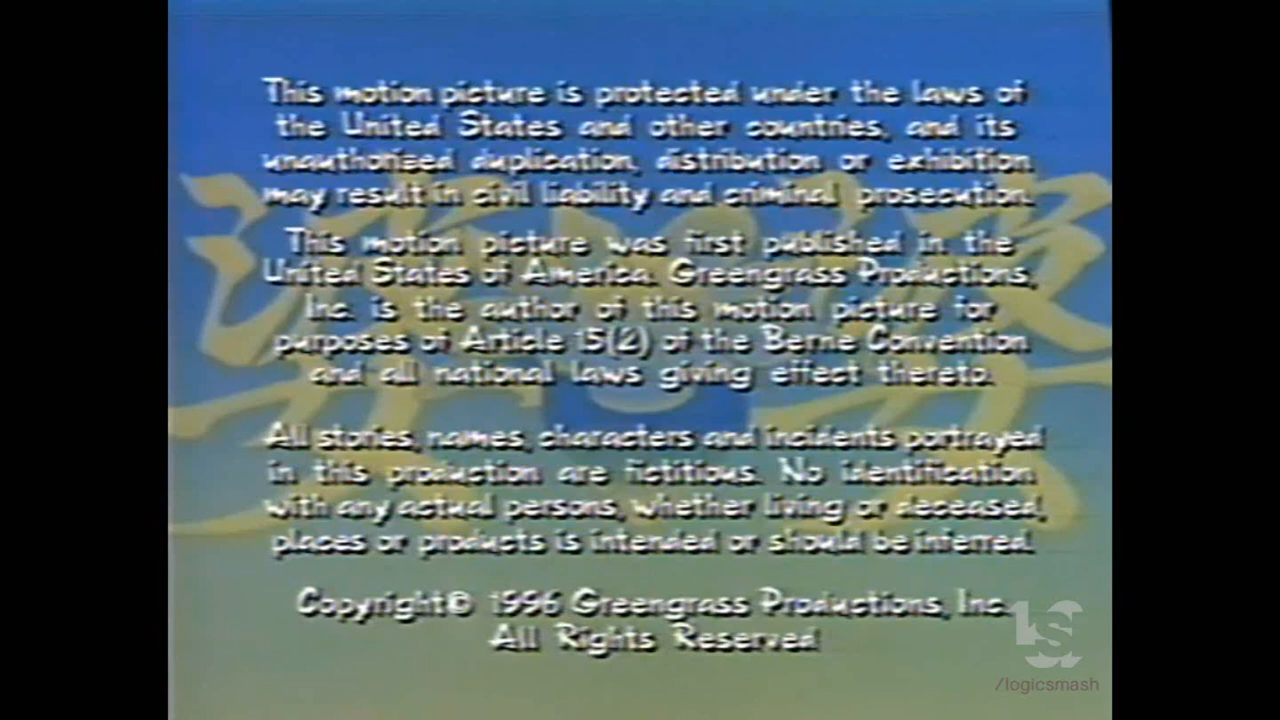 This motion picture is protected under the laws of
the United States and other countries, and its
unauthorized duplication, distribution or exhibition
may result in civil liability and criminal prosecution.
This motion picture was first published in the
United States of America. Greengrass Productions,
Inc. is the author of this motion picture for
purposes of Article 15(2) of the Berne Convention
and all national laws giving effect thereto.
All stories, names, characters and incidents portrayed
in this production are fictitious. No identification
with any actual persons, whether living or deceased,
places or products is intended or should be inferred.
Copyright© 1996 Greengrass Productions, Inc.
All Rights Reserved
LS
/logicsmash